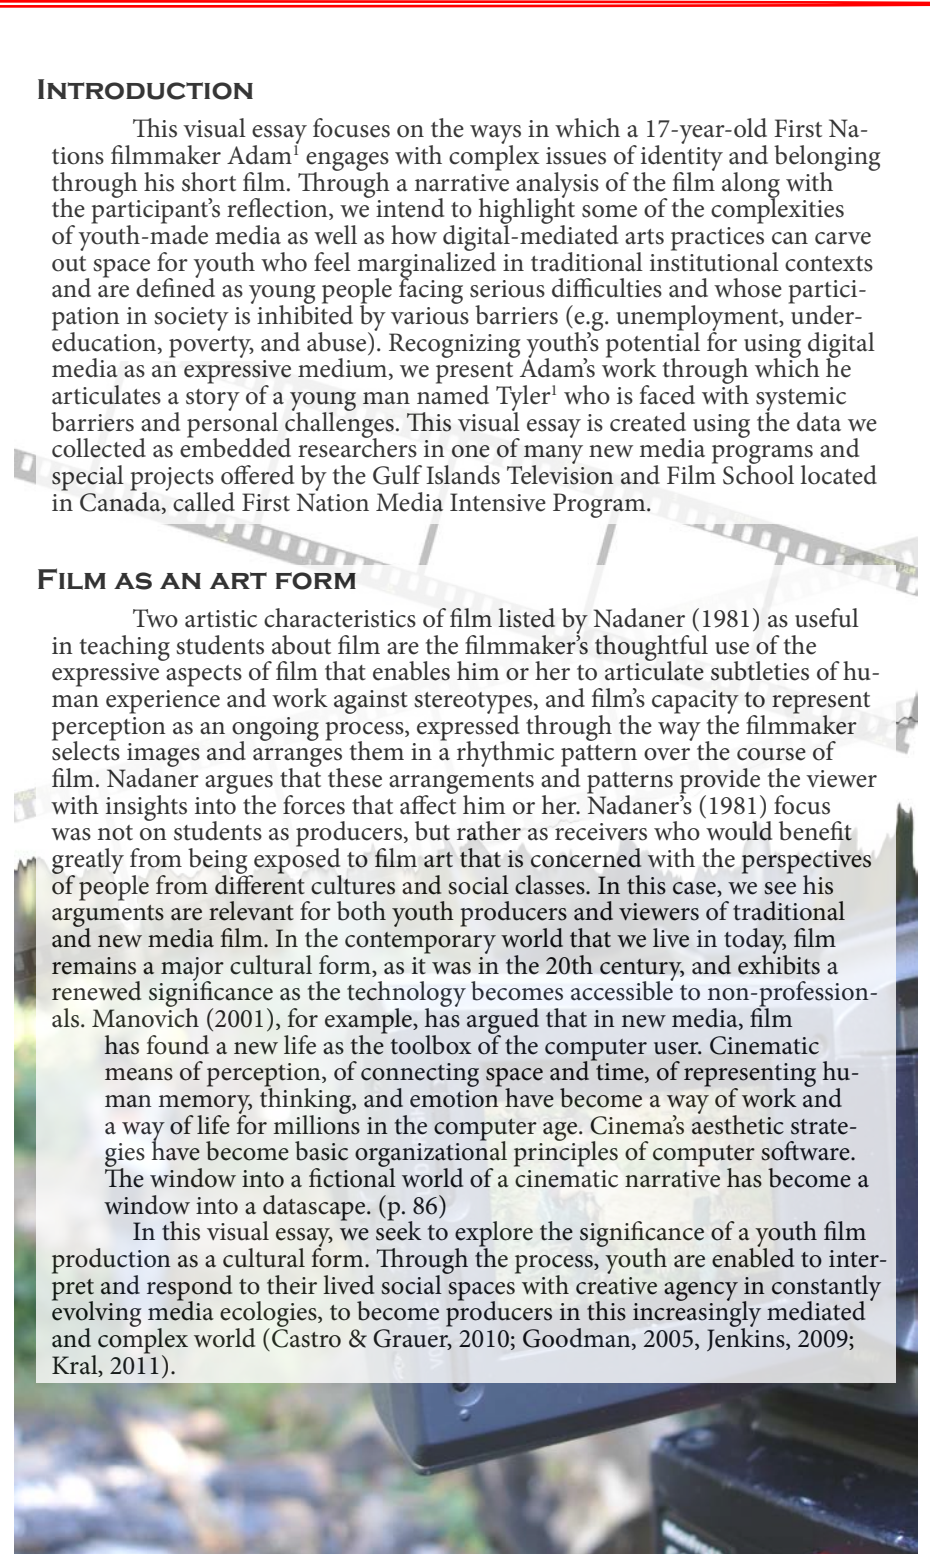 INTRODUCTION
This visual essay focuses on the ways in which a 17-year-old First Na-
tions filmmaker Adam¹ engages with complex issues of identity and belonging
through his short film. Through a narrative analysis of the film along with
the participant's reflection, we intend to highlight some of the complexities
of youth-made media as well as how digital-mediated arts practices can carve
out space for youth who feel marginalized in traditional institutional contexts
and are defined as young people facing serious difficulties and whose partici-
pation in society is inhibited by various barriers (e.g. unemployment, under-
education, poverty, and abuse). Recognizing youth's potential for using digital
media as an expressive medium, we present Adam's work through which he
articulates a story of a young man named Tyler¹ who is faced with systemic
barriers and personal challenges. This visual essay is created using the data we
collected as embedded researchers in one of many new media programs and
special projects offered by the Gulf Islands Television and Film School located
in Canada, called First Nation Media Intensive Program.
FILM AS AN ART FORM
Two artistic characteristics of film listed by Nadaner (1981) as useful
in teaching students about film are the filmmaker's thoughtful use of the
expressive aspects of film that enables him or her to articulate subtleties of hu-
man experience and work against stereotypes, and film's capacity to represent
perception as an ongoing process, expressed through the way the filmmaker
selects images and arranges them in a rhythmic pattern over the course of
film. Nadaner argues that these arrangements and patterns provide the viewer
with insights into the forces that affect him or her. Nadaner's (1981) focus
was not on students as producers, but rather as receivers who would benefit
greatly from being exposed to film art that is concerned with the perspectives
of people from different cultures and social classes. In this case, we see his
arguments are relevant for both youth producers and viewers of traditional
and new media film. In the contemporary world that we live in today, film
remains a major cultural form, as it was in the 20th century, and exhibits a
renewed significance as the technology becomes accessible to non-profession-
als. Manovich (2001), for example, has argued that in new media, film
has found a new life as the toolbox of the computer user. Cinematic
means of perception, of connecting space and time, of representing hu-
man memory, thinking, and emotion have become a way of work and
a way of life for millions in the computer age. Cinema's aesthetic strate-
gies have become basic organizational principles of computer software.
The window into a fictional world of a cinematic narrative has become a
window into a datascape. (p. 86)
In this visual essay, we seek to explore the significance of a youth film
production as a cultural form. Through the process, youth are enabled to inter-
pret and respond to their lived social spaces with creative agency in constantly
evolving media ecologies, to become producers in this increasingly mediated
and complex world (Castro & Grauer, 2010; Goodman, 2005, Jenkins, 2009;
Kral, 2011).